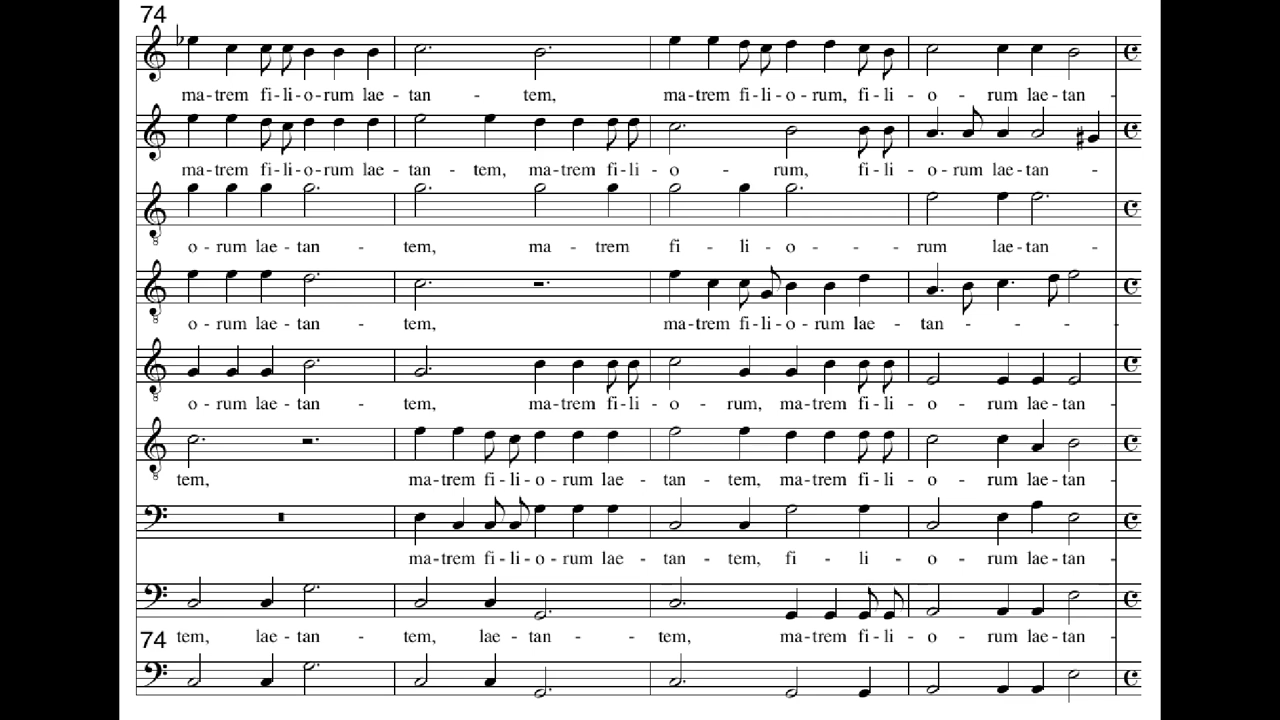 74
ma-trem fi-li-o-rum lae - tan - tem, ma-trem fi-li-o-rum, fi-li - o - rum lae-tan -
ma-trem fi-li-o-rum lae - tan - tem, ma-trem fi-li - o - rum, fi-li - o-rum lae-tan -
o - rum lae - tan - tem, ma - trem fi - li - o - - rum lae-tan -
o - rum lae - tan - tem, ma-trem fi-li-o-rum lae - tan - - - -
o - rum lae - tan - tem, ma-trem fi-li - o - rum, ma-trem fi-li - o - rum lae-tan -
tem, ma-trem fi-li-o-rum lae - tan - tem, ma-trem fi-li - o - rum lae-tan -
ma-trem fi-li-o-rum lae - tan - tem, fi - li - o - rum lae-tan -
tem, lae - tan - tem, lae - tan - tem, ma-trem fi-li - o - rum lae-tan -
74